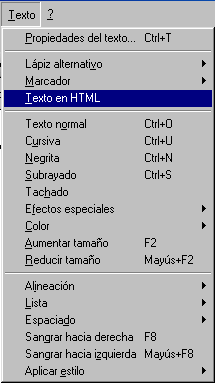 Texto ?
Propiedades del texto... Ctrl+T
Lápiz alternativo
Marcador
Texto en HTML
Texto normal Ctrl+O
Cursiva Ctrl+U
Negrita Ctrl+N
Subrayado Ctrl+S
Tachado
Efectos especiales
Color
Aumentar tamaño F2
Reducir tamaño Mayús+F2
Alineación
Lista
Espaciado
Sangrar hacia derecha F8
Sangrar hacia izquierda Mayús+F8
Aplicar estilo